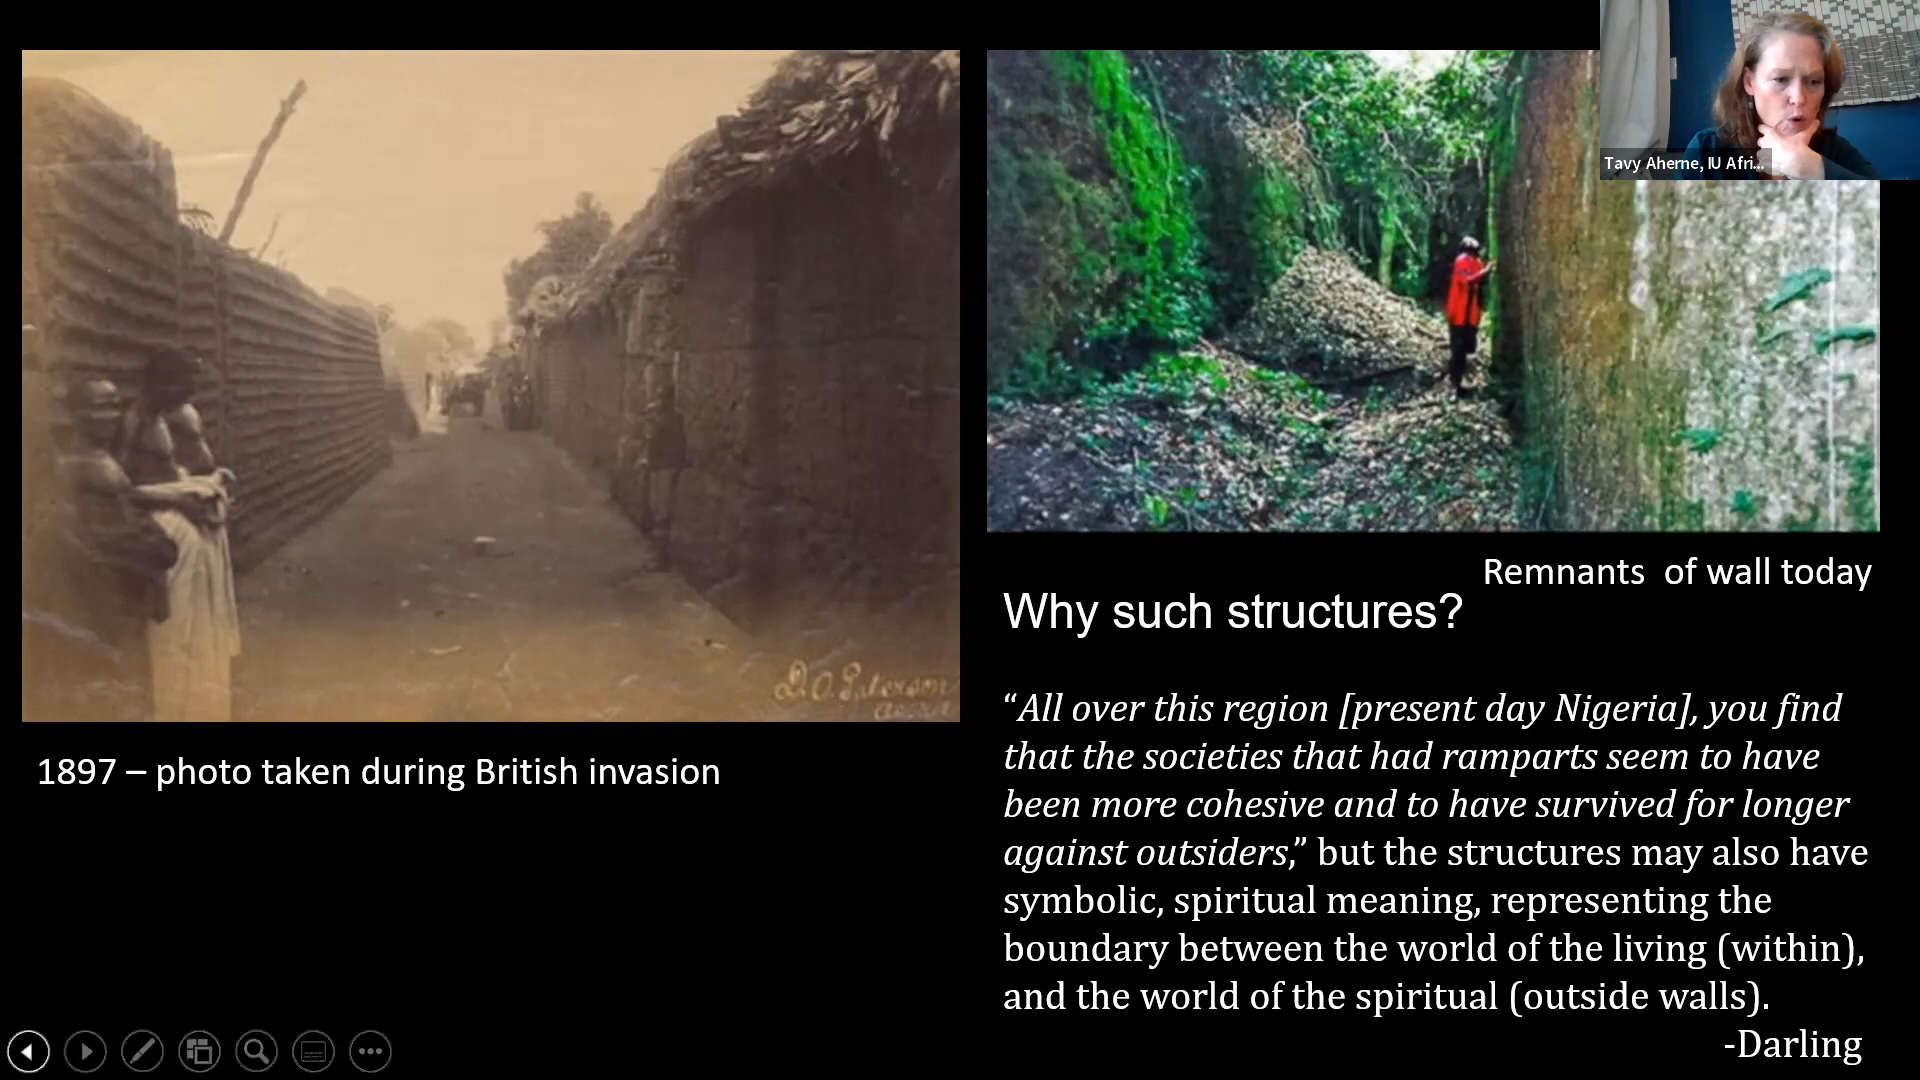 Tavy Aherne, IU Afri...
D.O. Paterson
Remnants  of wall today
Why such structures?
1897 – photo taken during British invasion
“All over this region [present day Nigeria], you find
that the societies that had ramparts seem to have
been more cohesive and to have survived for longer
against outsiders,” but the structures may also have
symbolic, spiritual meaning, representing the
boundary between the world of the living (within),
and the world of the spiritual (outside walls).
-Darling